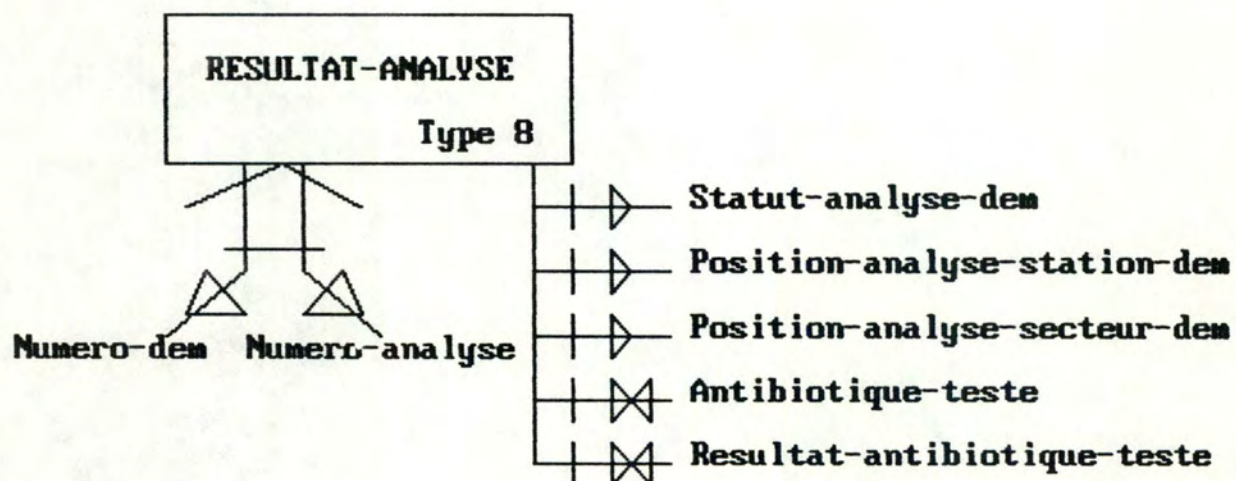 RESULTAT-ANALYSE
Type 8
Statut-analyse-dem
Position-analyse-station-dem
Position-analyse-secteur-dem
Numero-dem Numero-analyse
Antibiotique-teste
Resultat-antibiotique-teste